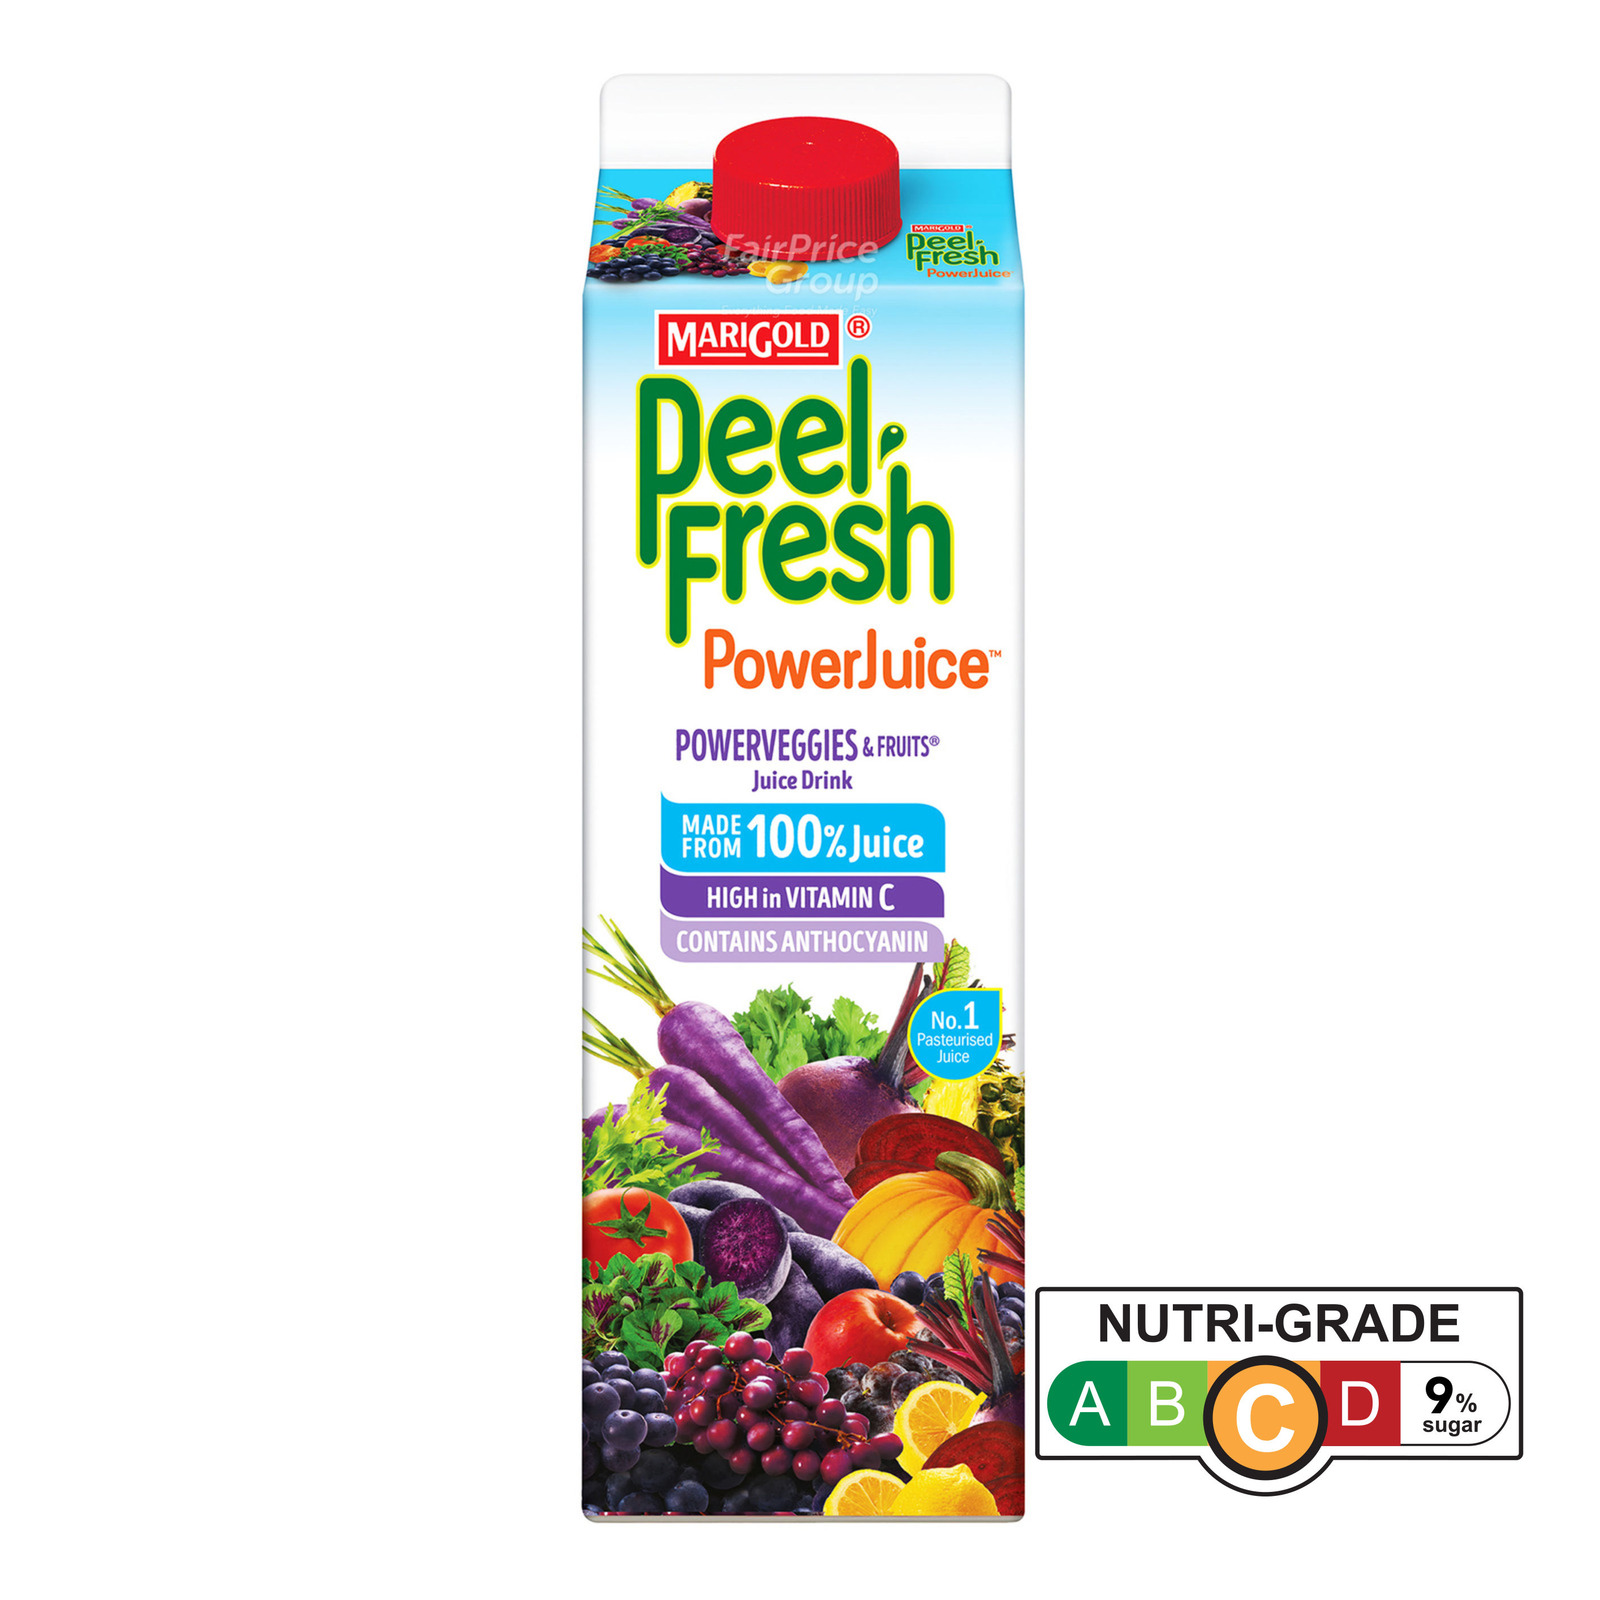 FairPrice
Group
MARIGOLD ®
Peel Fresh
PowerJuice
MARIGOLD ®
Peel
Fresh
PowerJuice™
POWERVEGGIES & FRUITS®
Juice Drink
MADE FROM 100% Juice
HIGH in VITAMIN C
CONTAINS ANTHOCYANIN
No.1
Pasteurised
Juice
NUTRI-GRADE
A B C D 9% sugar